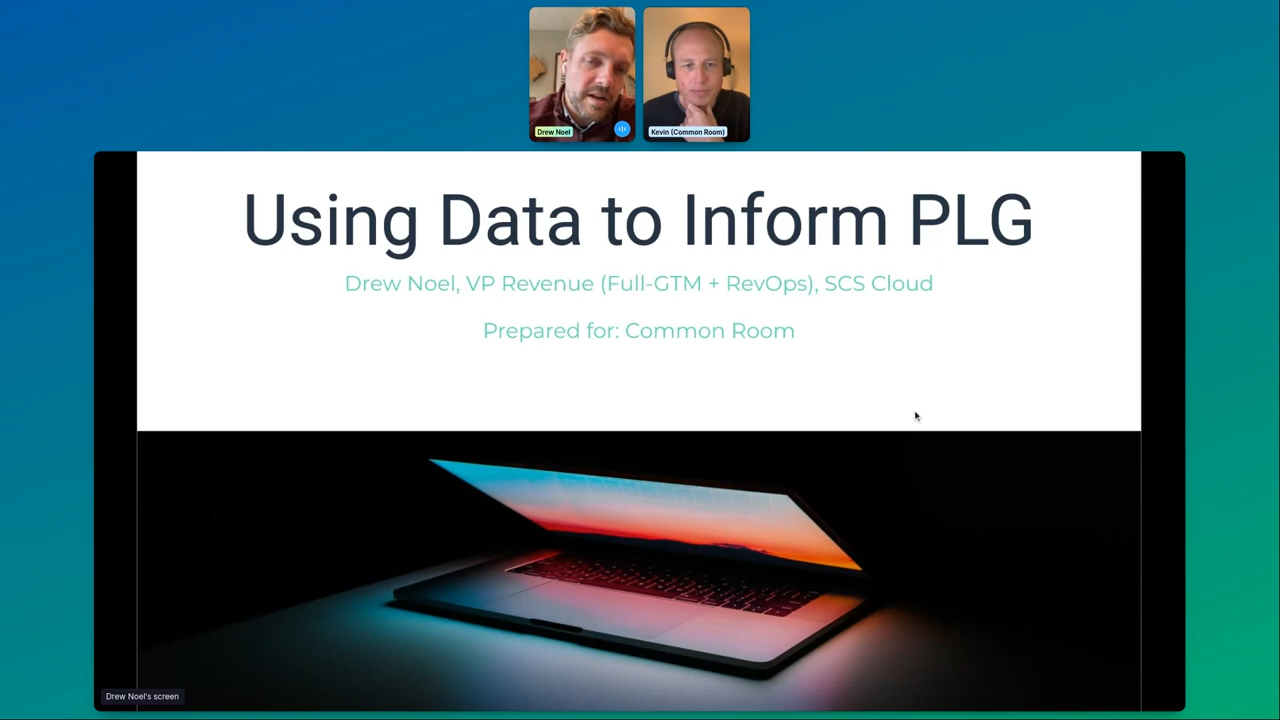 Drew Noel
Kevin (Common Room)
Using Data to Inform PLG
Drew Noel, VP Revenue (Full-GTM + RevOps), SCS Cloud
Prepared for: Common Room
Drew Noel's screen